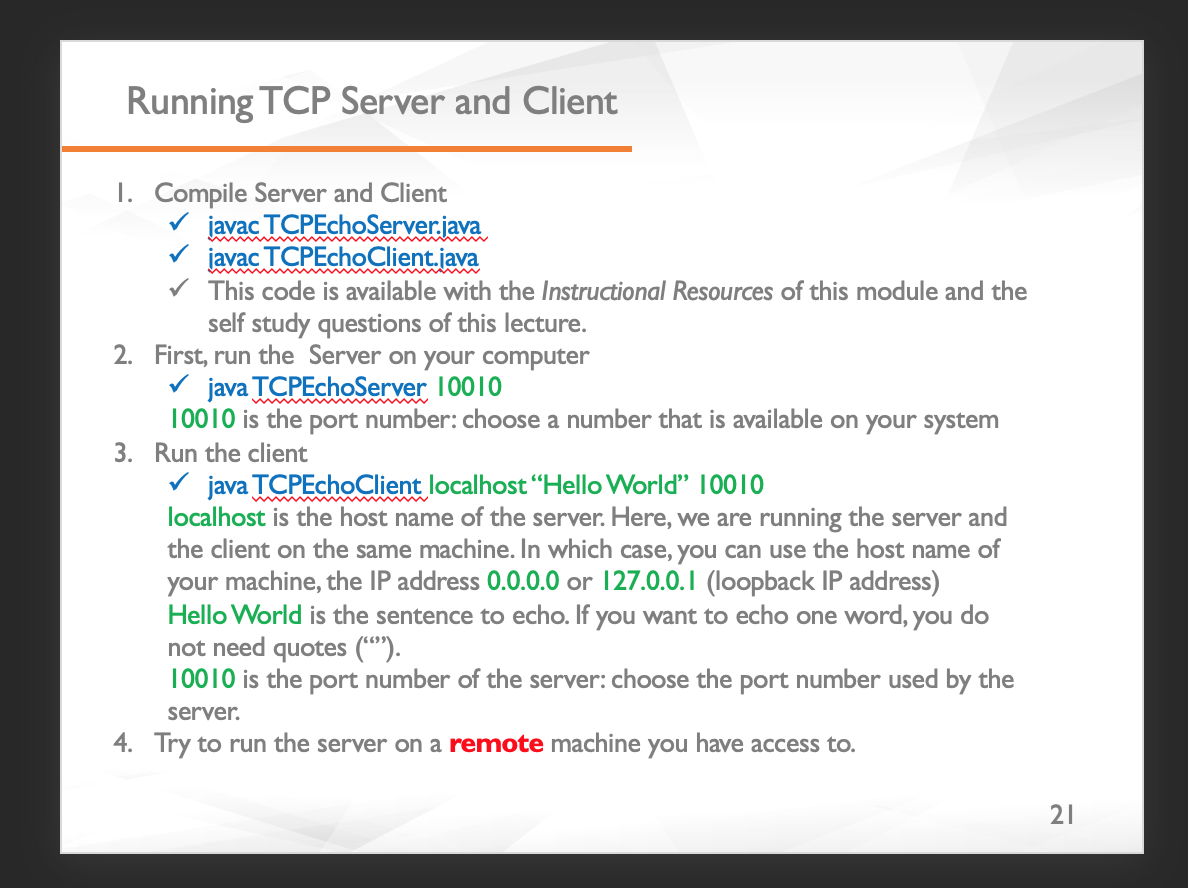 Running TCP Server and Client
1. Compile Server and Client
✓ javac TCPEchoServer.java
✓ javac TCPEchoClient.java
✓ This code is available with the Instructional Resources of this module and the
self study questions of this lecture.
2. First, run the Server on your computer
✓ java TCPEchoServer 10010
10010 is the port number: choose a number that is available on your system
3. Run the client
✓ java TCPEchoClient localhost “Hello World” 10010
localhost is the host name of the server. Here, we are running the server and
the client on the same machine. In which case, you can use the host name of
your machine, the IP address 0.0.0.0 or 127.0.0.1 (loopback IP address)
Hello World is the sentence to echo. If you want to echo one word, you do
not need quotes (“”).
10010 is the port number of the server: choose the port number used by the
server.
4. Try to run the server on a remote machine you have access to.
21